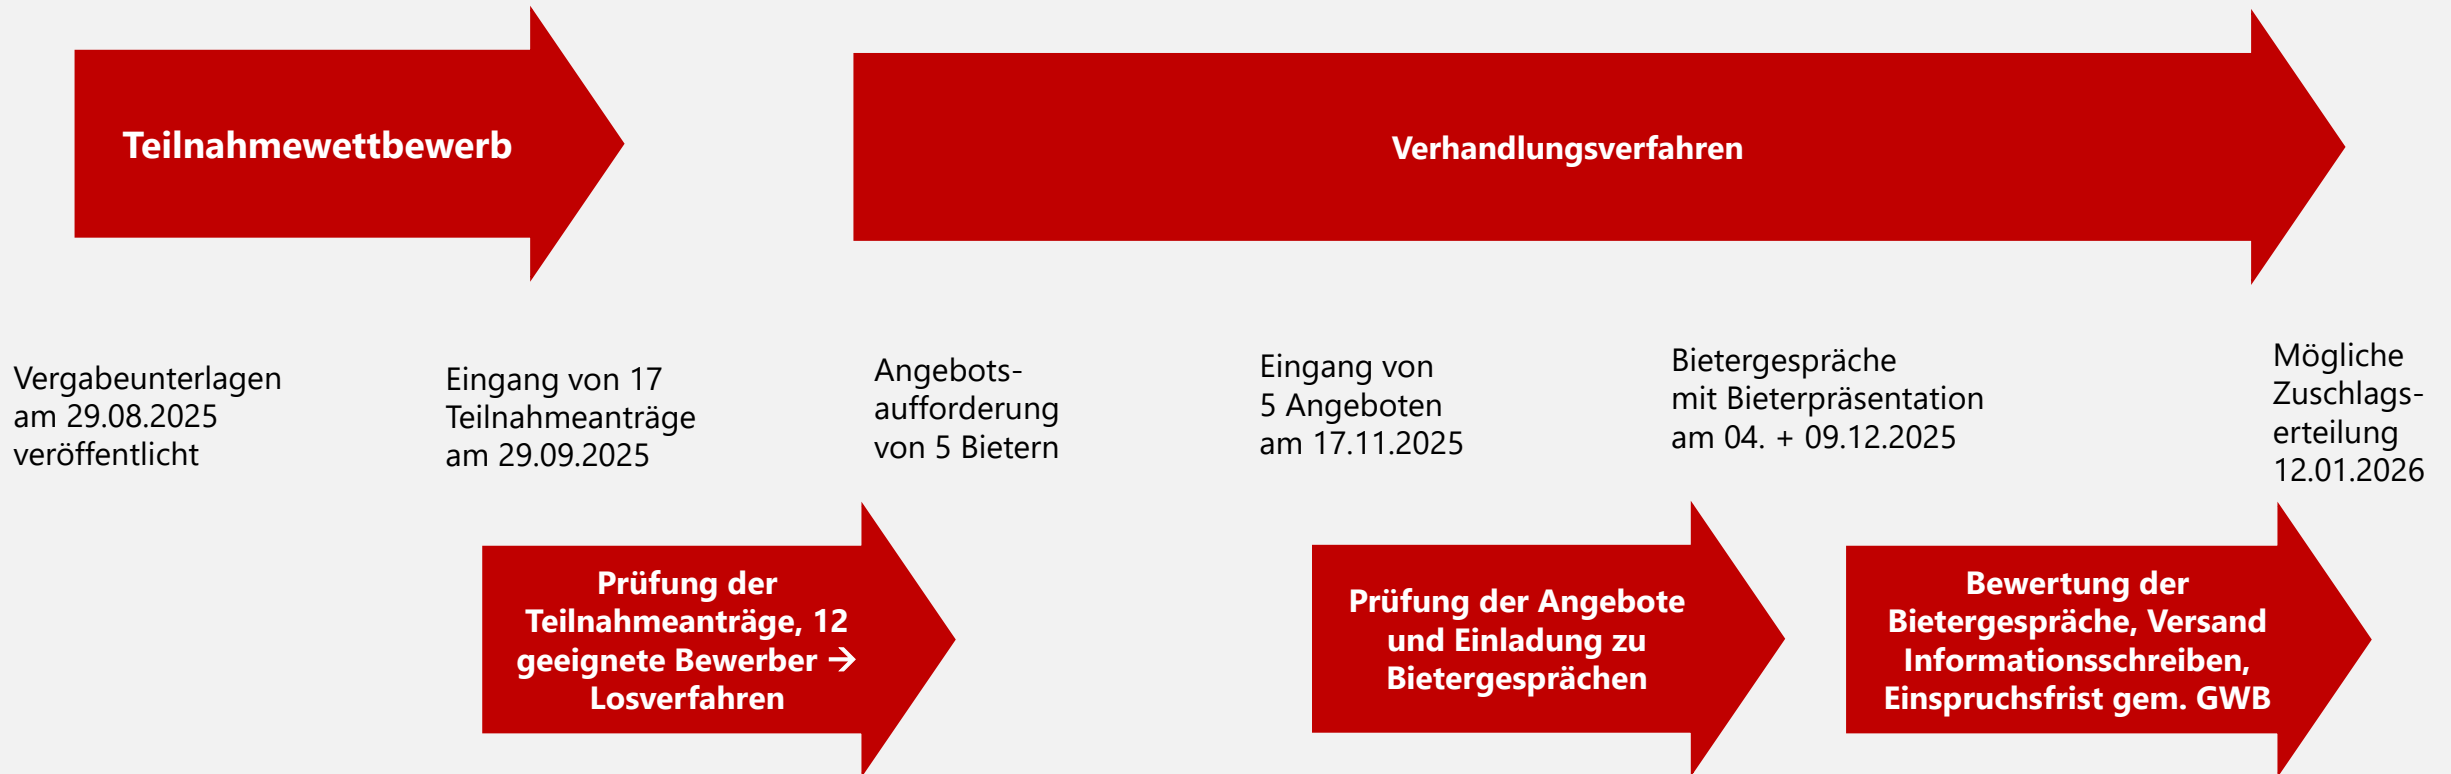 Teilnahmewettbewerb
Verhandlungsverfahren
Vergabeunterlagen
am 29.08.2025
veröffentlicht
Eingang von 17
Teilnahmeanträge
am 29.09.2025
Angebots-
aufforderung
von 5 Bietern
Eingang von
5 Angeboten
am 17.11.2025
Bietergespräche
mit Bieterpräsentation
am 04. + 09.12.2025
Mögliche
Zuschlags-
erteilung
12.01.2026
Prüfung der
Teilnahmeanträge, 12
geeignete Bewerber →
Losverfahren
Prüfung der Angebote
und Einladung zu
Bietergesprächen
Bewertung der
Bietergespräche, Versand
Informationsschreiben,
Einspruchsfrist gem. GWB